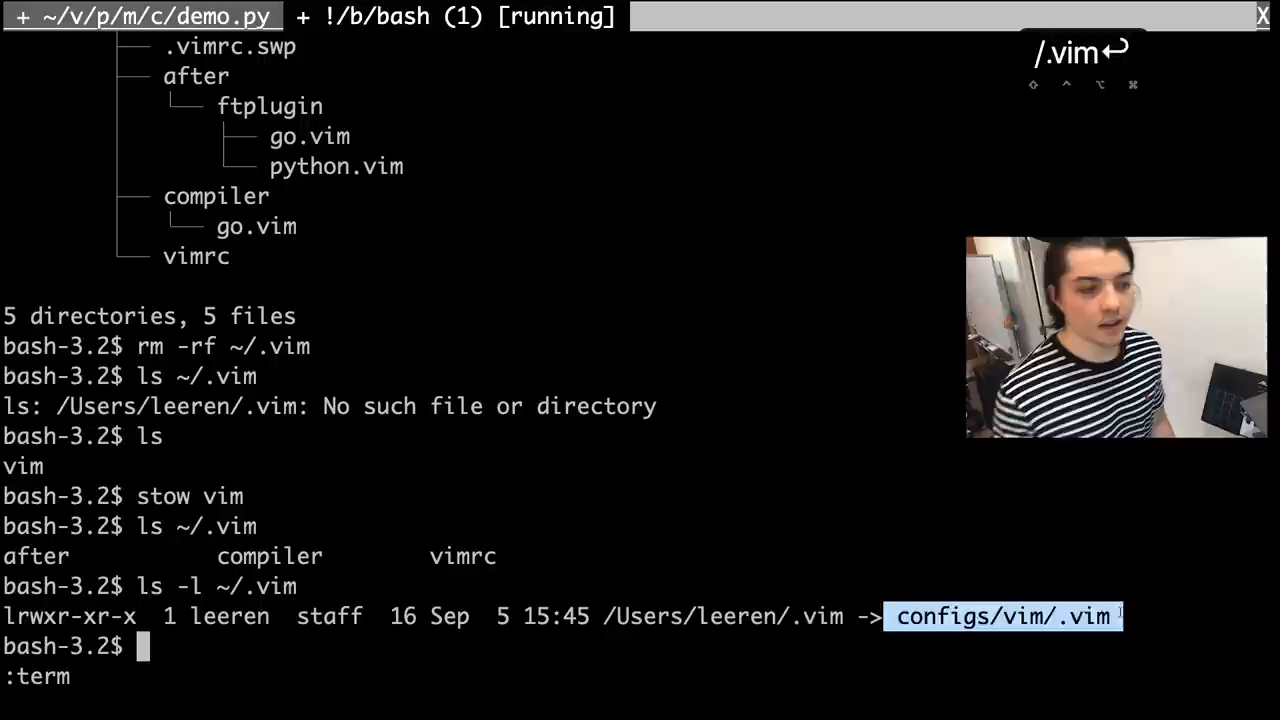 + ~/v/p/m/c/demo.py + !/b/bash (1) [running] X
/.vim↩
⇧ ^ ⌥ ⌘
.vimrc.swp
after
ftplugin
go.vim
python.vim
compiler
go.vim
vimrc
5 directories, 5 files
bash-3.2$ rm -rf ~/.vim
bash-3.2$ ls ~/.vim
ls: /Users/leeren/.vim: No such file or directory
bash-3.2$ ls
vim
bash-3.2$ stow vim
bash-3.2$ ls ~/.vim
after compiler vimrc
bash-3.2$ ls -l ~/.vim
lrwxr-xr-x 1 leeren staff 16 Sep 5 15:45 /Users/leeren/.vim -> configs/vim/.vim
bash-3.2$
:term